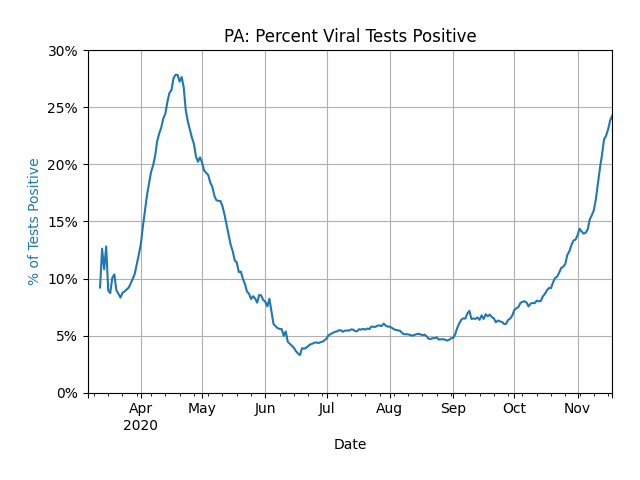 PA: Percent Viral Tests Positive
30%
25%
20%
15%
10%
5%
0%
% of Tests Positive
Apr May Jun Jul Aug Sep Oct Nov
2020
Date